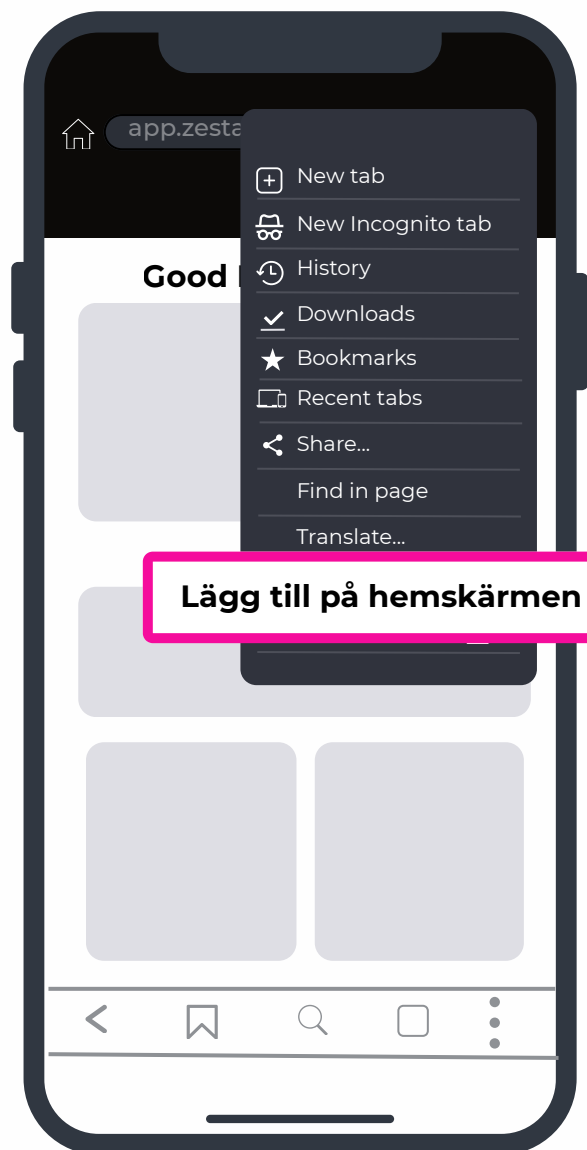 app.zesta
New tab
New Incognito tab
Good
History
Downloads
Bookmarks
Recent tabs
Share...
Find in page
Translate...
Lägg till på hemskärmen